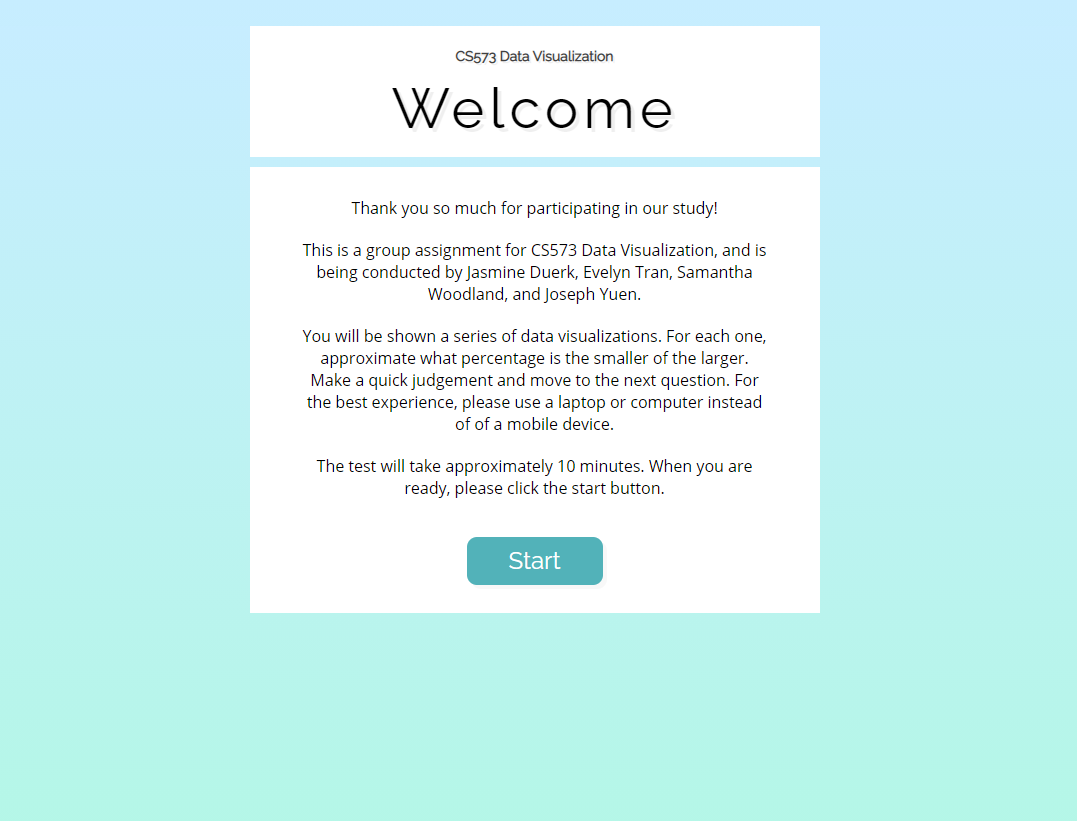 CS573 Data Visualization
Welcome
Thank you so much for participating in our study!
This is a group assignment for CS573 Data Visualization, and is
being conducted by Jasmine Duerk, Evelyn Tran, Samantha
Woodland, and Joseph Yuen.
You will be shown a series of data visualizations. For each one,
approximate what percentage is the smaller of the larger.
Make a quick judgement and move to the next question. For
the best experience, please use a laptop or computer instead
of of a mobile device.
The test will take approximately 10 minutes. When you are
ready, please click the start button.
Start